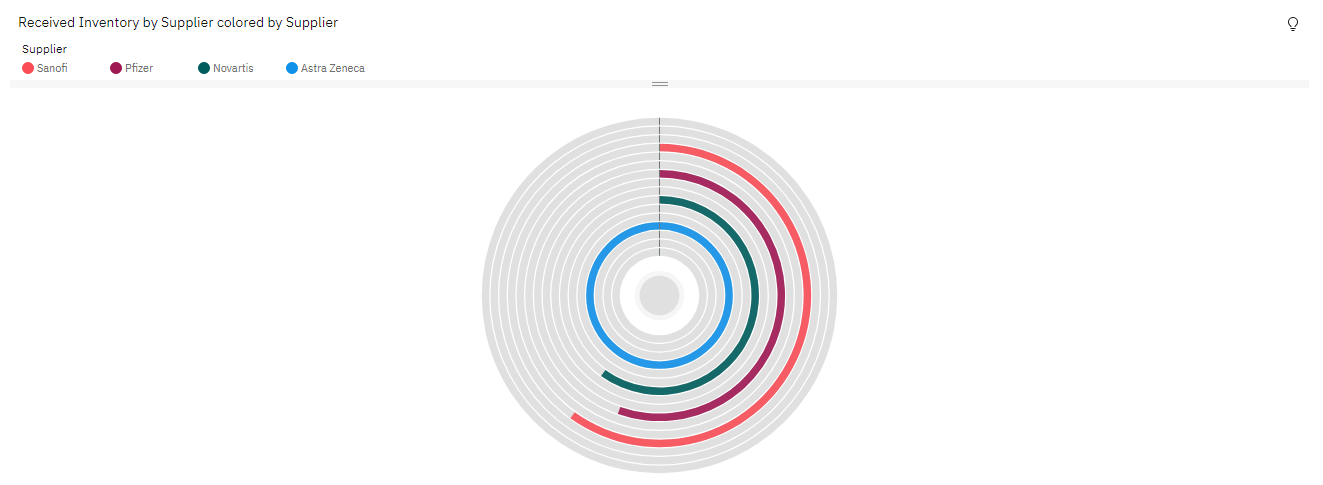 Received Inventory by Supplier colored by Supplier
Supplier
Sanofi Pfizer Novartis Astra Zeneca